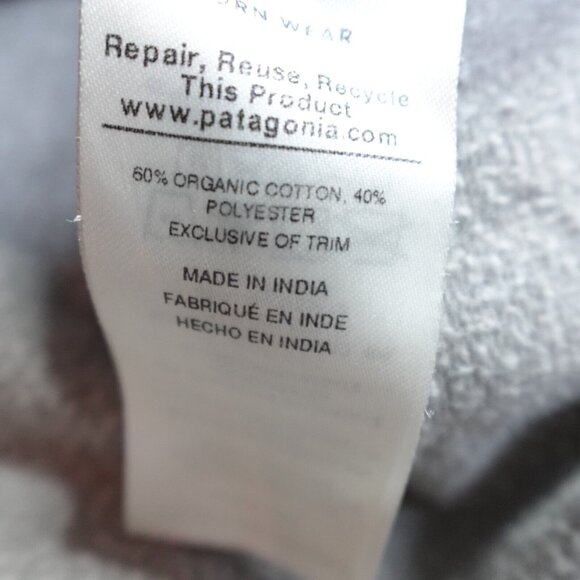 WEAR
Repair, Reuse, Recycle
This Product
www.patagonia.com
60% ORGANIC COTTON, 40%
POLYESTER
EXCLUSIVE OF TRIM
MADE IN INDIA
FABRIQUÉ EN INDE
HECHO EN INDIA